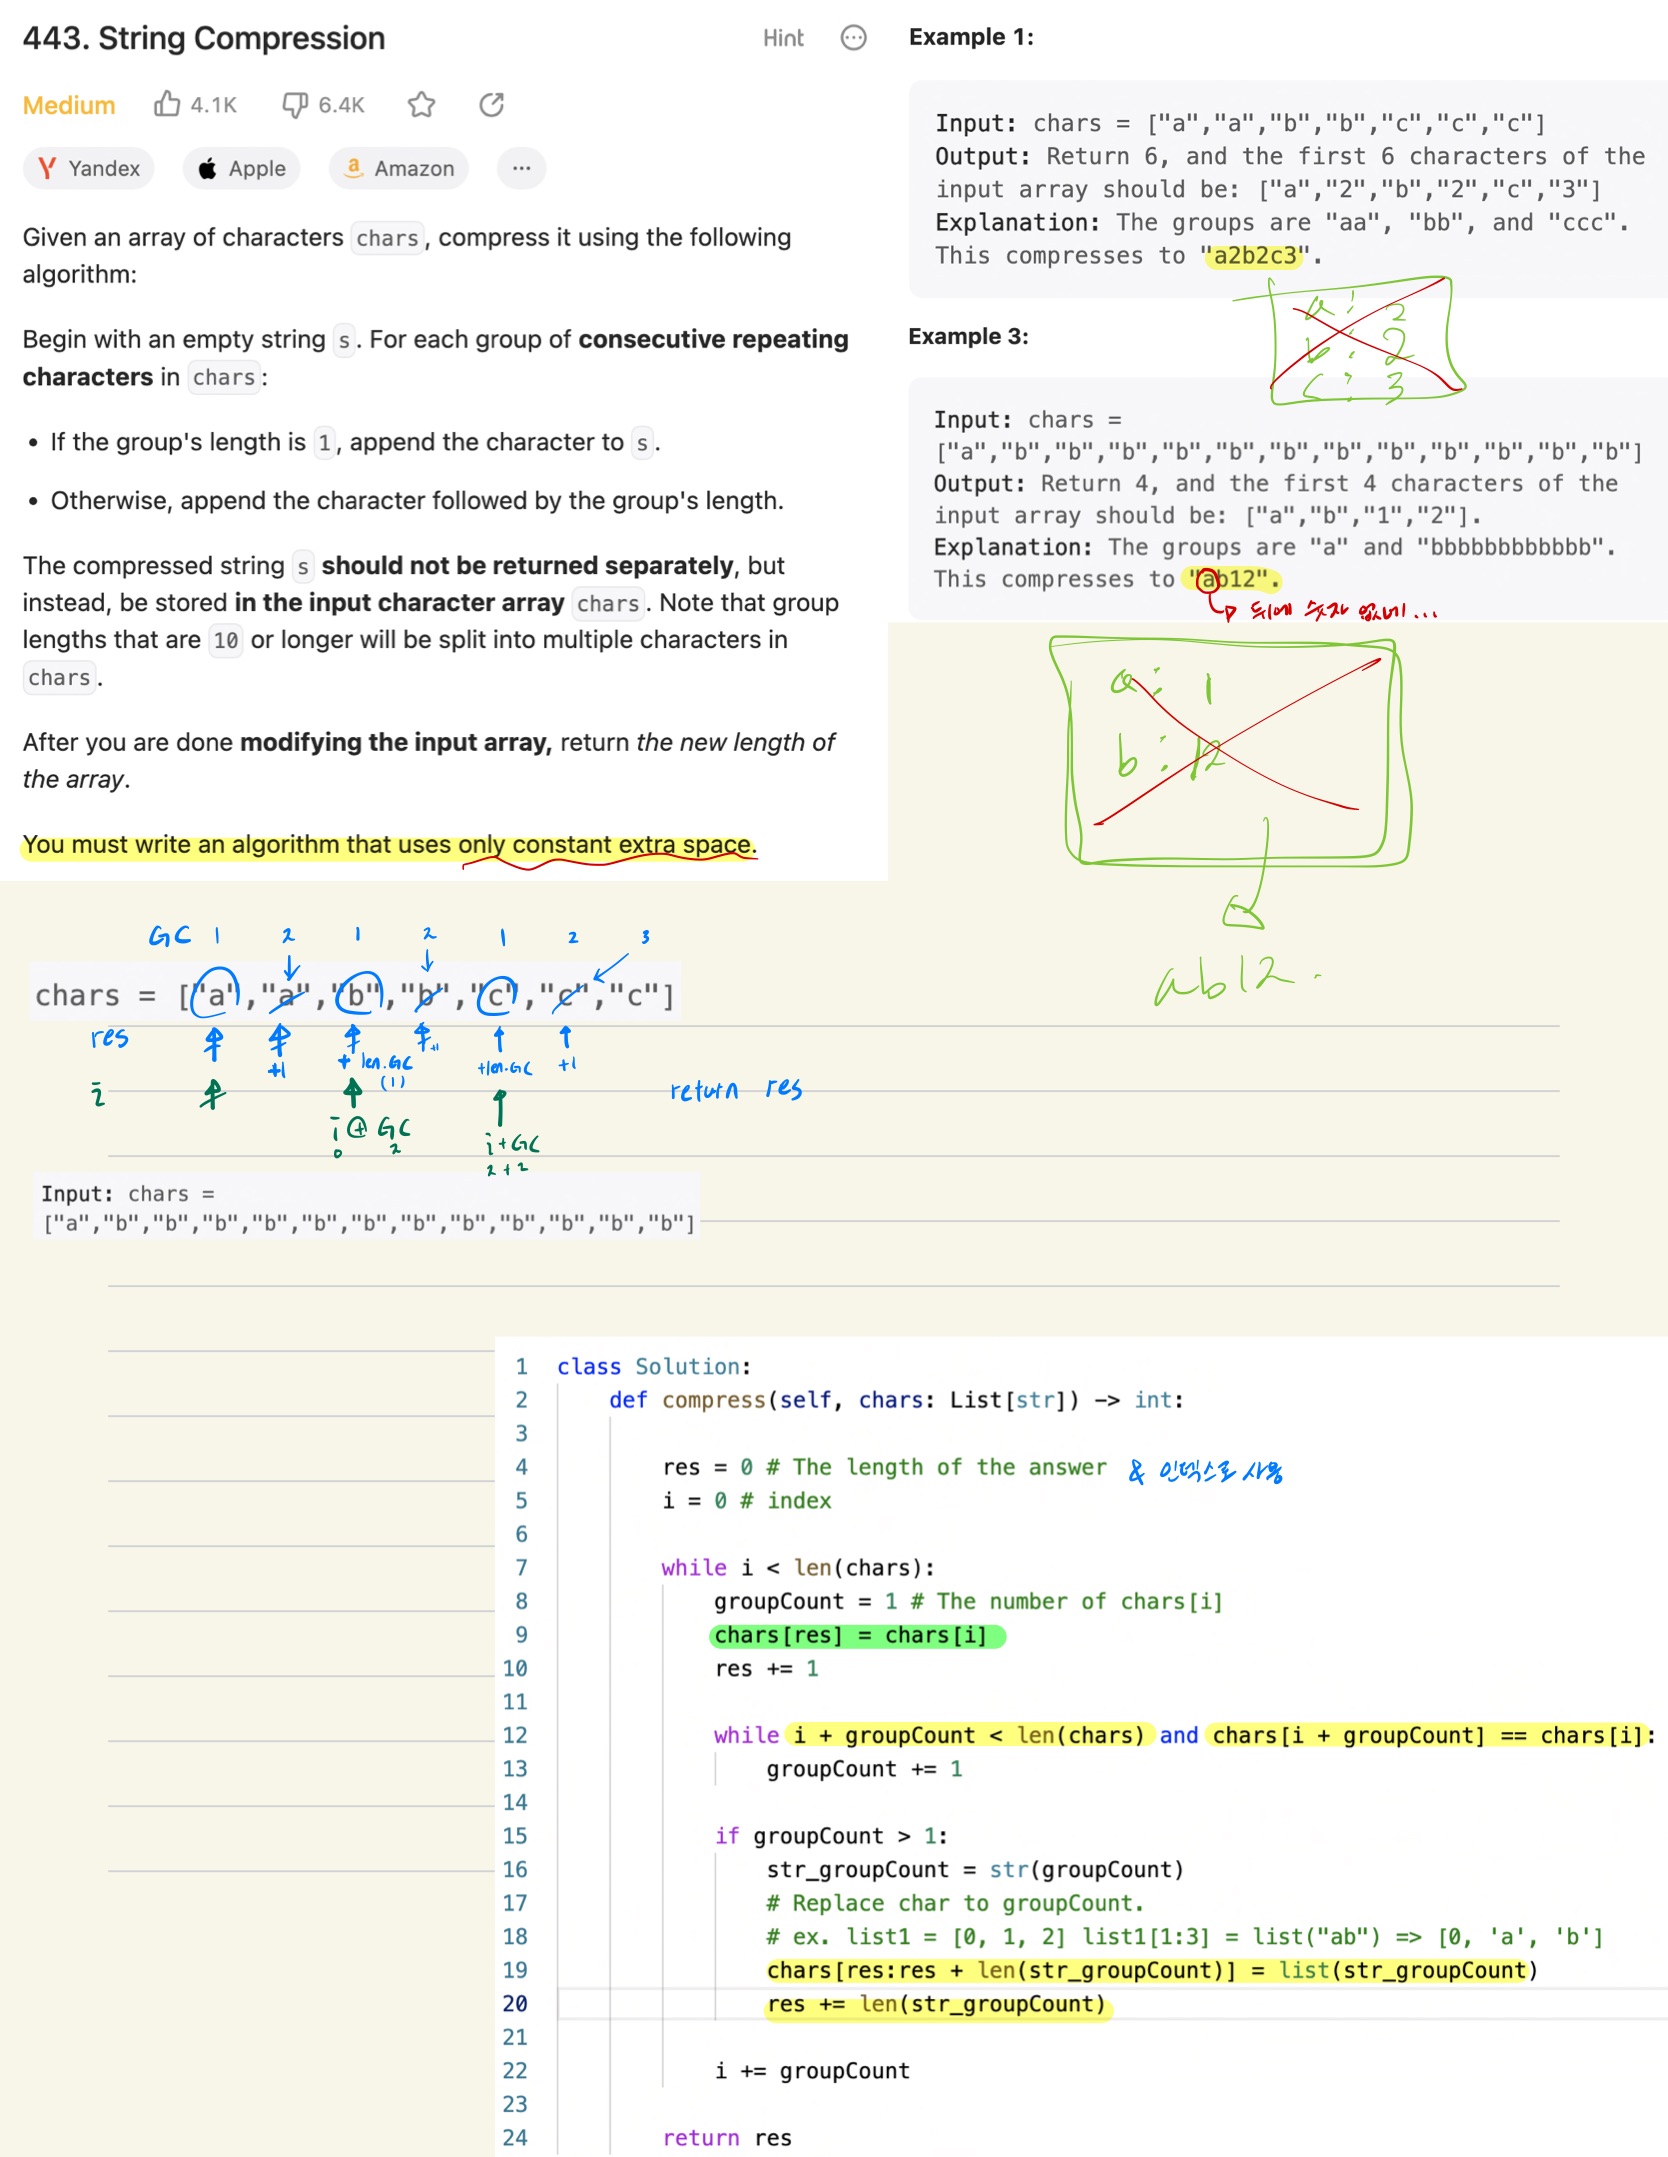 443. String Compression
Hint
Medium
4.1K
6.4K
Yandex
Apple
Amazon
...
Given an array of characters chars, compress it using the following
algorithm:
Begin with an empty string s. For each group of consecutive repeating
characters in chars:
• If the group's length is 1, append the character to s.
• Otherwise, append the character followed by the group's length.
The compressed string s should not be returned separately, but
instead, be stored in the input character array chars. Note that group
lengths that are 10 or longer will be split into multiple characters in
chars.
After you are done modifying the input array, return the new length of
the array.
You must write an algorithm that uses only constant extra space.
Example 1:
Input: chars = ["a","a","b","b","c","c","c"]
Output: Return 6, and the first 6 characters of the
input array should be: ["a","2","b","2","c","3"]
Explanation: The groups are "aa", "bb", and "ccc".
This compresses to "a2b2c3".
a : 2
b : 2
c : 3
Example 3:
Input: chars =
["a","b","b","b","b","b","b","b","b","b","b","b","b"]
Output: Return 4, and the first 4 characters of the
input array should be: ["a","b","1","2"].
Explanation: The groups are "a" and "bbbbbbbbbbbb".
This compresses to "ab12".
뒤에 숫자 없네...
a : 1
b : 12
ab12.
GC 1 2 1 2 1 2 3
chars = ["a","a","b","b","c","c","c"]
res
+1 + len.GC +1 +len.GC +1
(1)
i
return res
i + GC
0 2
i+GC
2+2
Input: chars =
["a","b","b","b","b","b","b","b","b","b","b","b","b"]
1 class Solution:
2 def compress(self, chars: List[str]) -> int:
3
4 res = 0 # The length of the answer & 인덱스로 사용
5 i = 0 # index
6
7 while i < len(chars):
8 groupCount = 1 # The number of chars[i]
9 chars[res] = chars[i]
10 res += 1
11
12 while i + groupCount < len(chars) and chars[i + groupCount] == chars[i]:
13 groupCount += 1
14
15 if groupCount > 1:
16 str_groupCount = str(groupCount)
17 # Replace char to groupCount.
18 # ex. list1 = [0, 1, 2] list1[1:3] = list("ab") => [0, 'a', 'b']
19 chars[res:res + len(str_groupCount)] = list(str_groupCount)
20 res += len(str_groupCount)
21
22 i += groupCount
23
24 return res